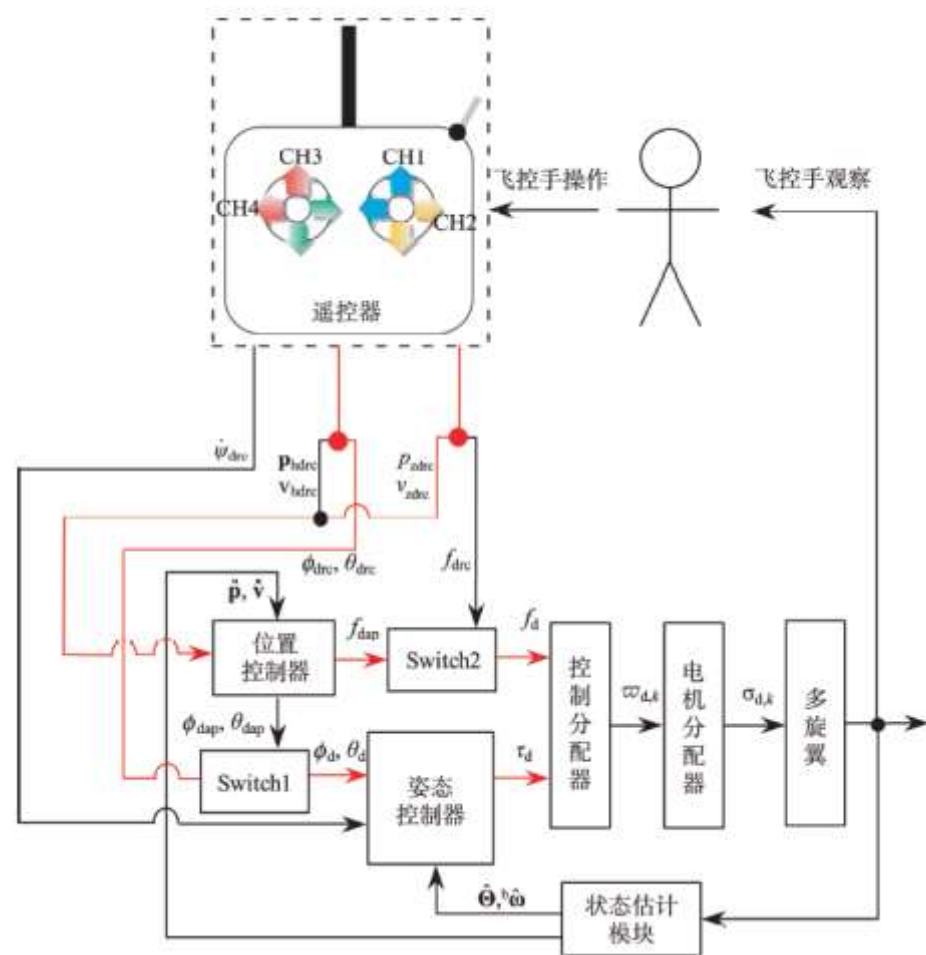 CH3
CH1
CH4
CH2
遥控器
飞控手操作
飞控手观察
ψ̇drc
phdrc
vhdrc
pzdrc
vzdrc
ϕdrc, θdrc
fdrc
p̂, v̂
位置
控制器
fdap
Switch2
fd
控制分配器
ϖd,k
电机分配器
σd,k
多旋翼
ϕdap, θdap
Switch1
ϕd, θd
姿态
控制器
τd
Θ̂, ᵇω̂
状态估计
模块